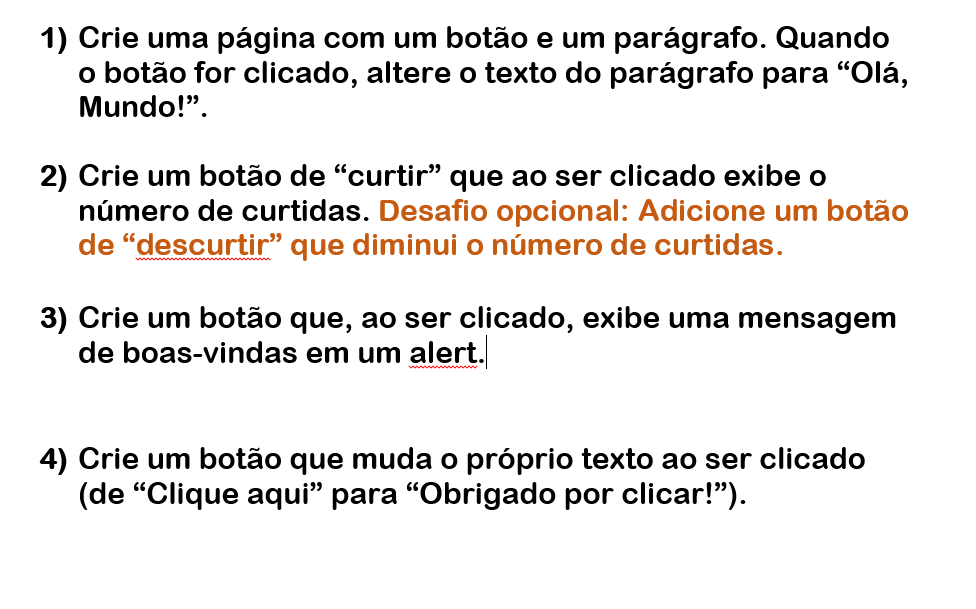 1) Crie uma página com um botão e um parágrafo. Quando
o botão for clicado, altere o texto do parágrafo para “Olá,
Mundo!”.
2) Crie um botão de “curtir” que ao ser clicado exibe o
número de curtidas. Desafio opcional: Adicione um botão
de “descurtir” que diminui o número de curtidas.
3) Crie um botão que, ao ser clicado, exibe uma mensagem
de boas-vindas em um alert.
4) Crie um botão que muda o próprio texto ao ser clicado
(de “Clique aqui” para “Obrigado por clicar!”).